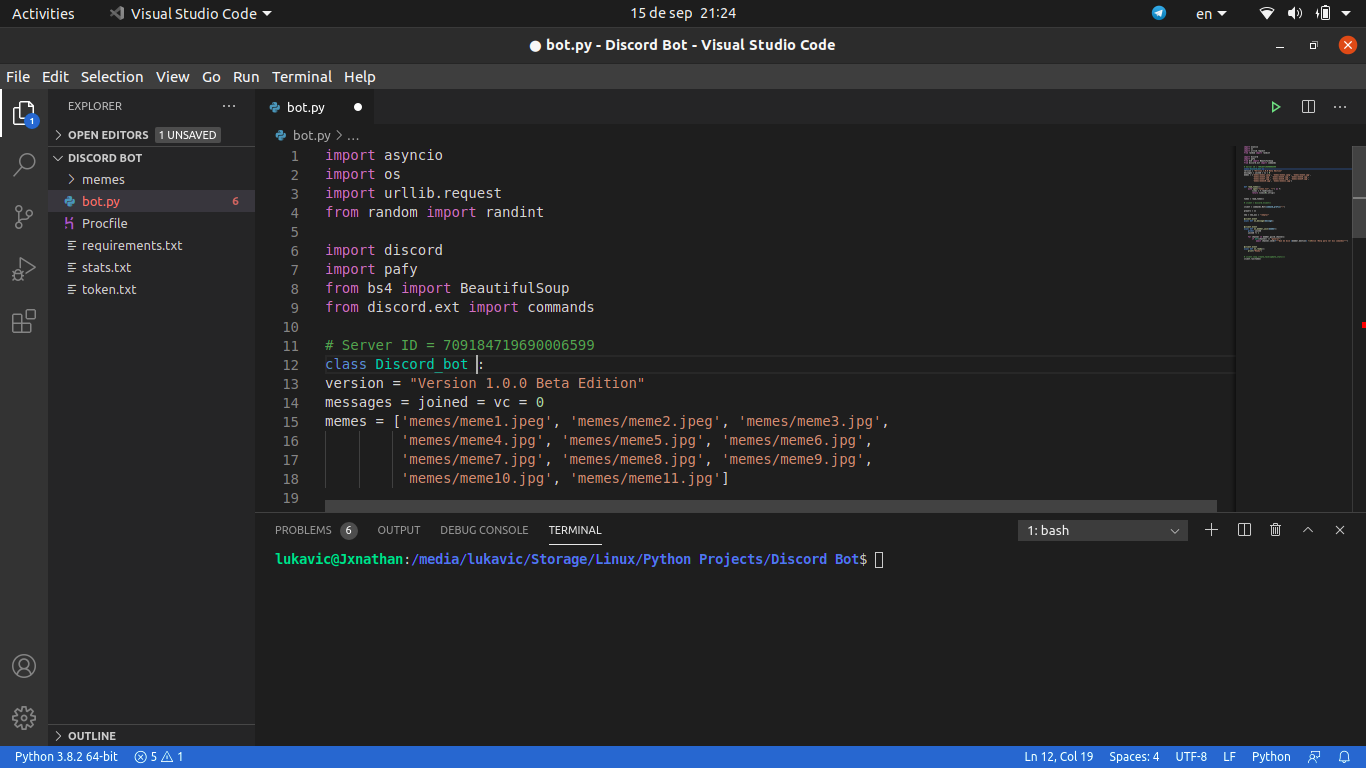 Activities
Visual Studio Code
15 de sep 21:24
en
● bot.py - Discord Bot - Visual Studio Code
File Edit Selection View Go Run Terminal Help
EXPLORER
OPEN EDITORS 1 UNSAVED
DISCORD BOT
memes
bot.py 6
Procfile
requirements.txt
stats.txt
token.txt
OUTLINE
1
bot.py
bot.py > ...
1 import asyncio
2 import os
3 import urllib.request
4 from random import randint
5
6 import discord
7 import pafy
8 from bs4 import BeautifulSoup
9 from discord.ext import commands
10
11 # Server ID = 709184719690006599
12 class Discord_bot :
13 version = "Version 1.0.0 Beta Edition"
14 messages = joined = vc = 0
15 memes = ['memes/meme1.jpeg', 'memes/meme2.jpeg', 'memes/meme3.jpg',
16 'memes/meme4.jpg', 'memes/meme5.jpg', 'memes/meme6.jpg',
17 'memes/meme7.jpg', 'memes/meme8.jpg', 'memes/meme9.jpg',
18 'memes/meme10.jpg', 'memes/meme11.jpg']
19
PROBLEMS 6 OUTPUT DEBUG CONSOLE TERMINAL
1: bash
lukavic@Jxnathan:/media/lukavic/Storage/Linux/Python Projects/Discord Bot$
Python 3.8.2 64-bit
5 1
Ln 12, Col 19
Spaces: 4
UTF-8
LF
Python